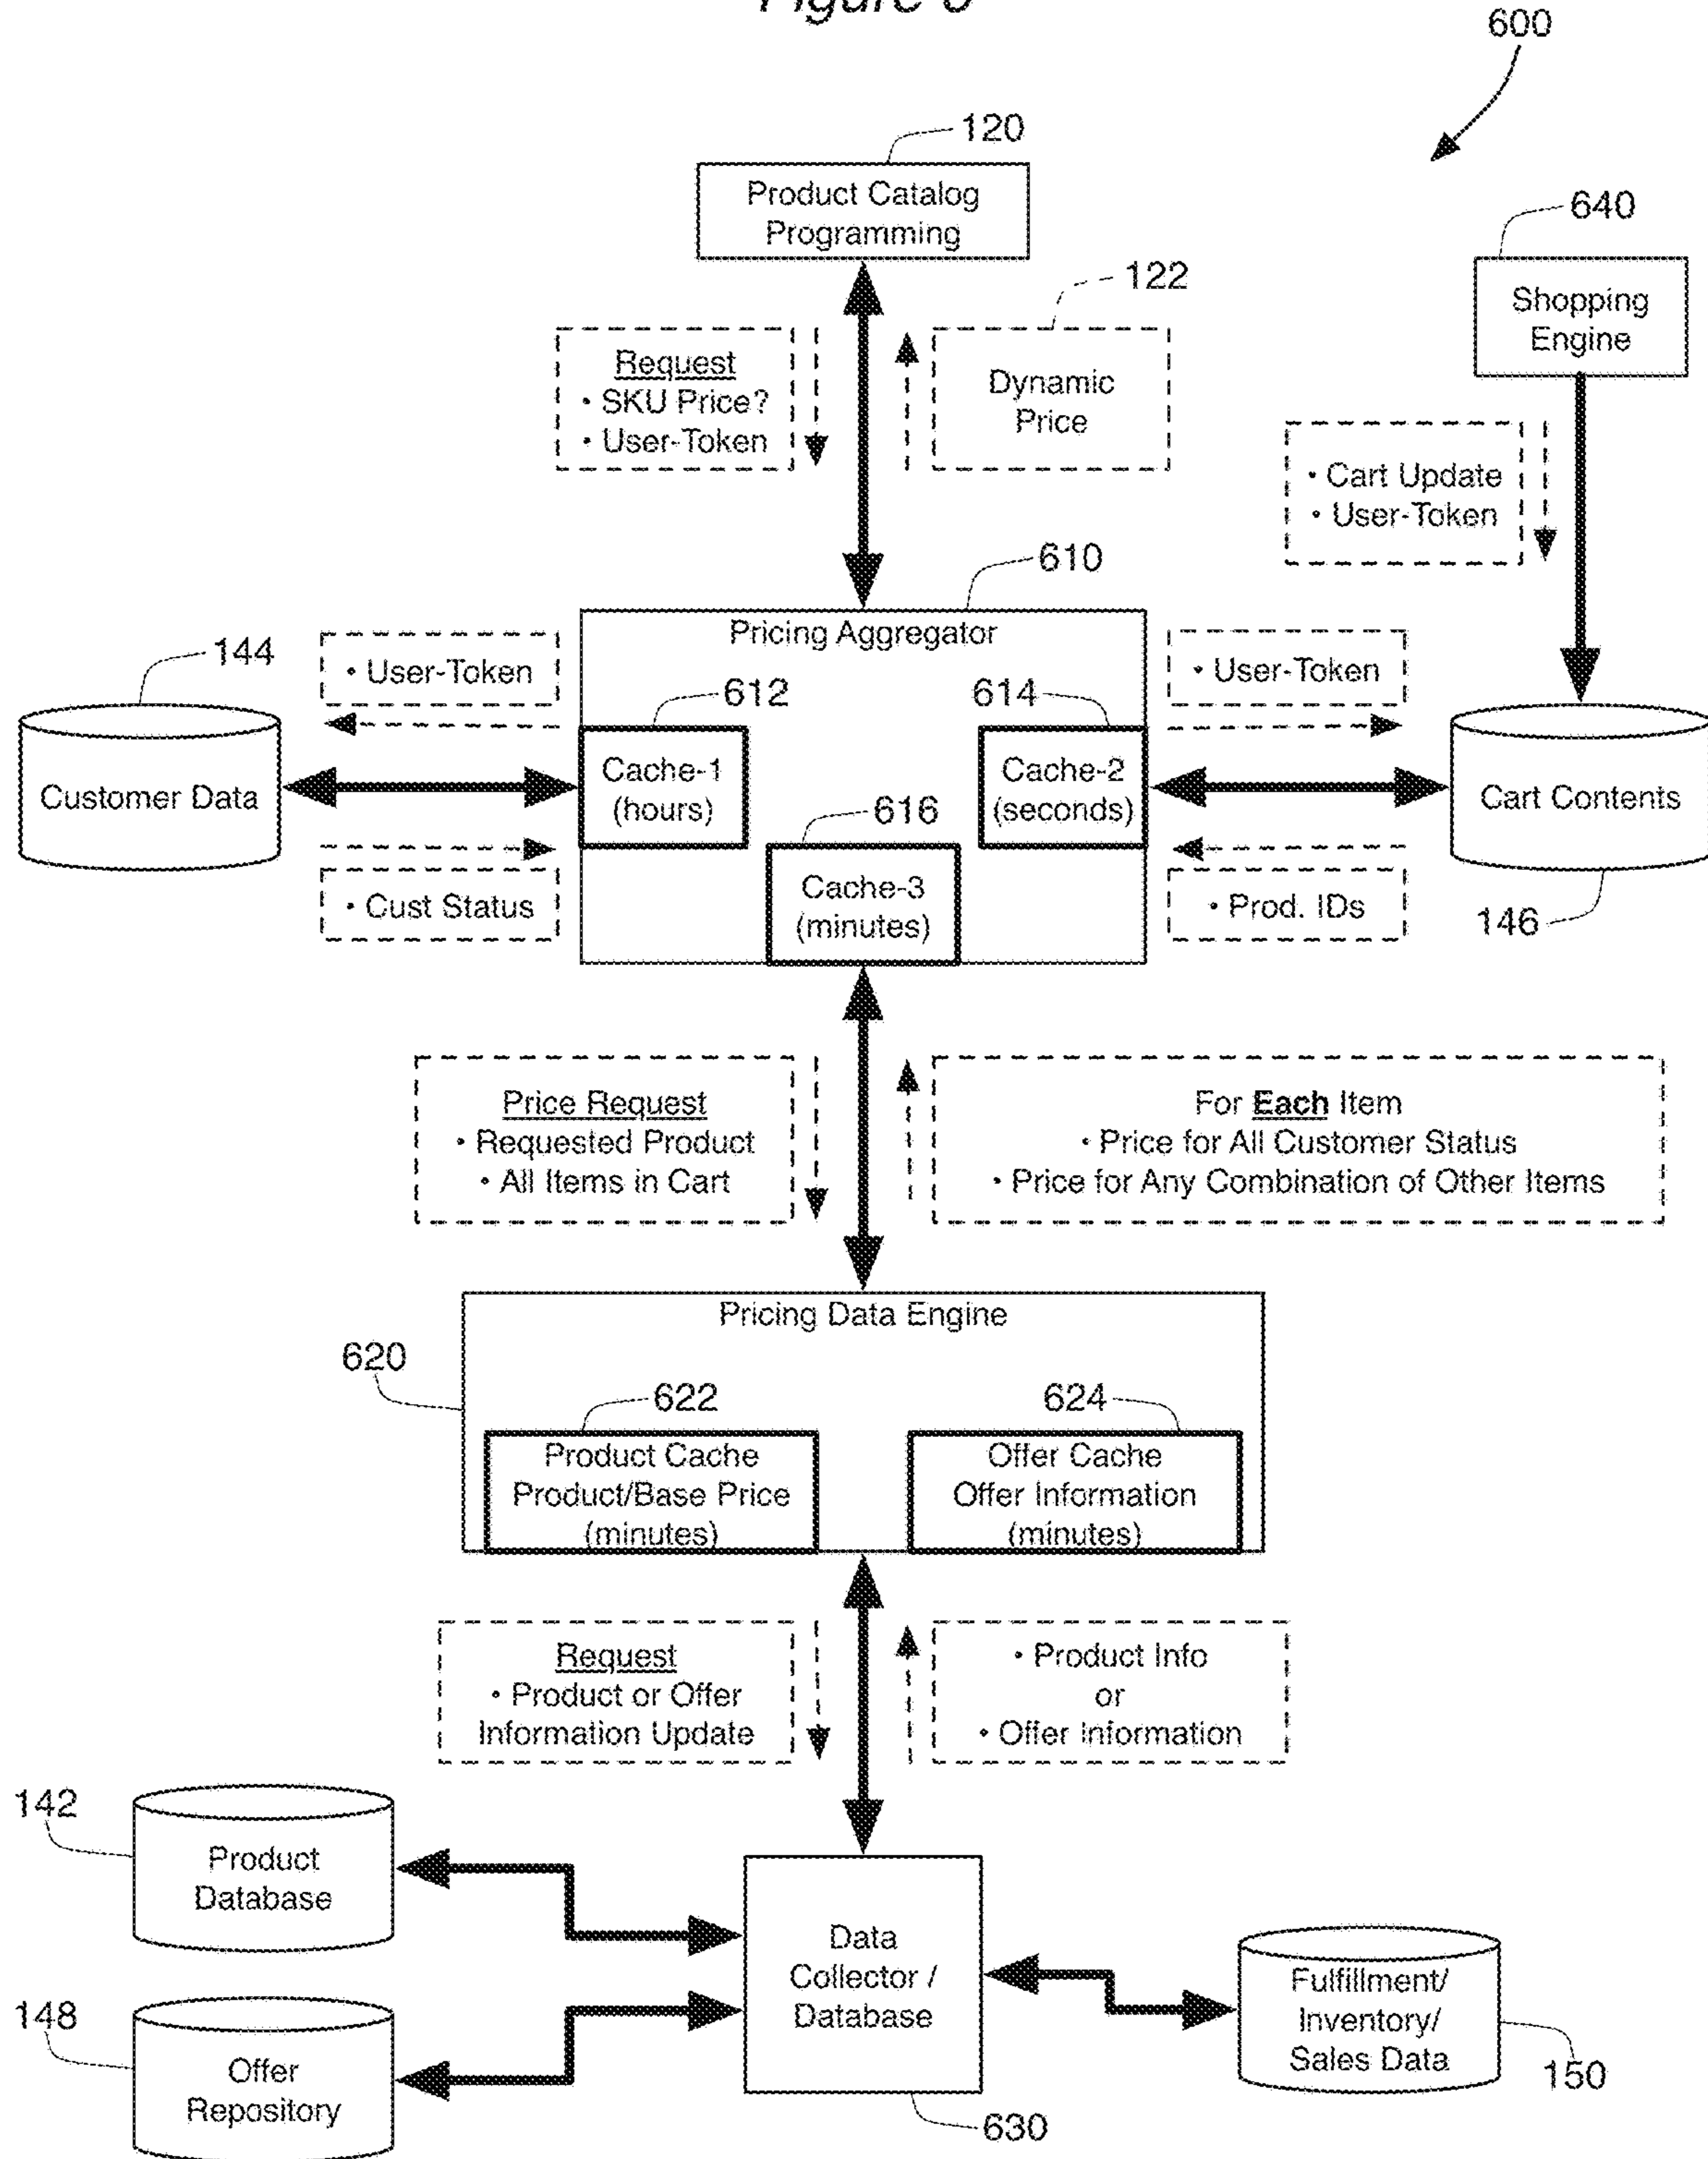 600
120
Product Catalog
Programming
640
Shopping
Engine
122
Request
• SKU Price?
• User-Token
Dynamic
Price
• Cart Update
• User-Token
610
Pricing Aggregator
144
• User-Token
612
614
• User-Token
Customer Data
Cache-1
(hours)
Cache-2
(seconds)
Cart Contents
616
Cache-3
(minutes)
• Cust Status
• Prod. IDs
146
Price Request
• Requested Product
• All Items in Cart
For Each Item
• Price for All Customer Status
• Price for Any Combination of Other Items
Pricing Data Engine
620
622
624
Product Cache
Product/Base Price
(minutes)
Offer Cache
Offer Information
(minutes)
Request
• Product or Offer
Information Update
• Product Info
or
• Offer Information
142
Product
Database
148
Offer
Repository
Data
Collector /
Database
630
Fulfillment/
Inventory/
Sales Data
150